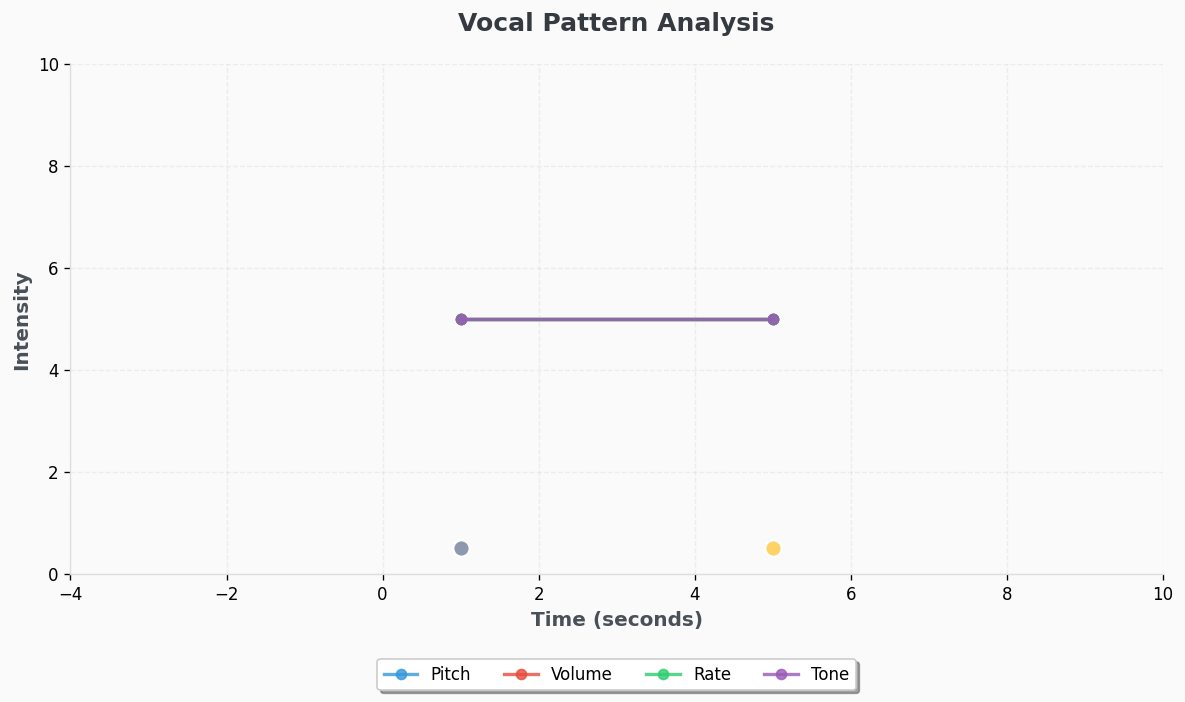 Vocal Pattern Analysis
10
8
6
4
2
0
Intensity
−4 −2 0 2 4 6 8 10
Time (seconds)
Pitch Volume Rate Tone